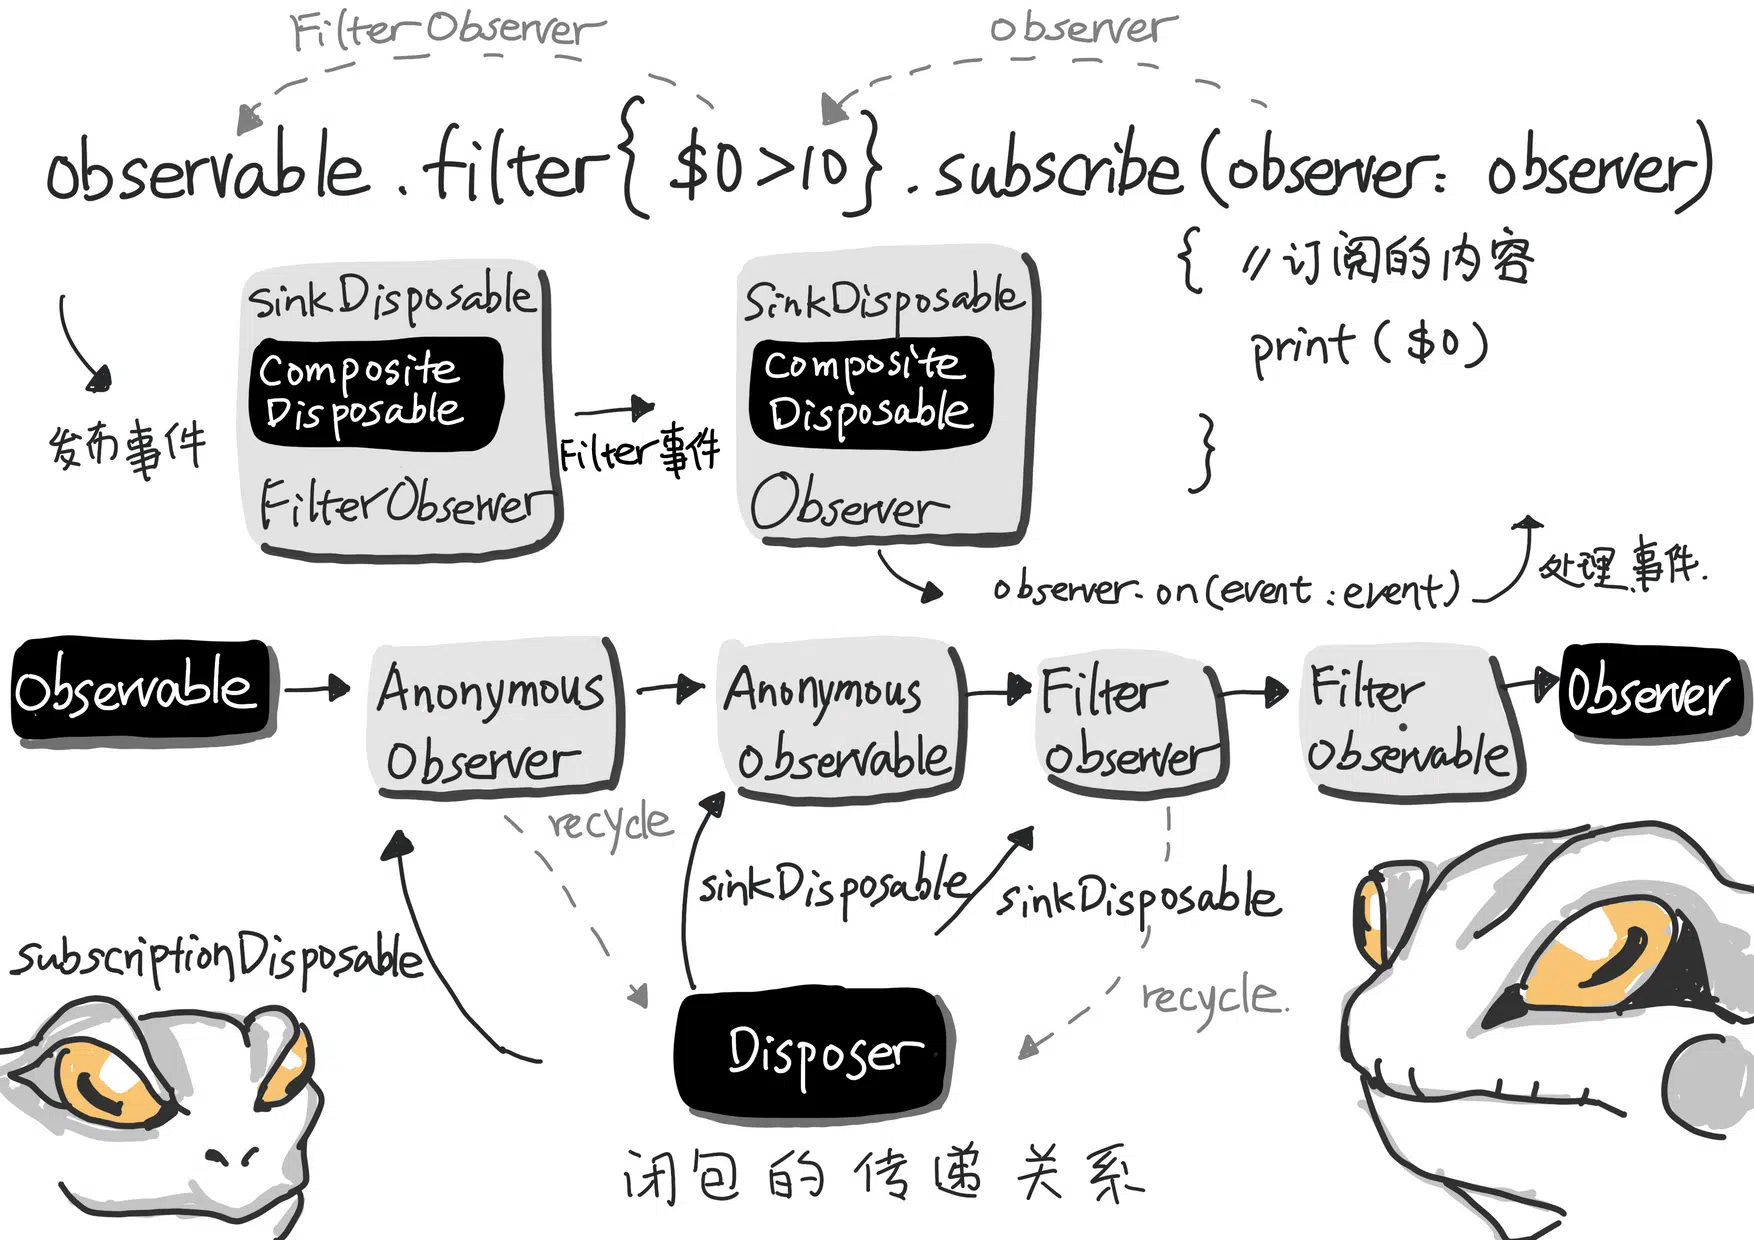 FilterObserver
observer
observable.filter{$0>10}.subscribe(observer: observer)
{ //订阅的内容
print($0)
}
发布事件
sinkDisposable
Composite
Disposable
FilterObserver
Filter事件
SinkDisposable
Composite
Disposable
Observer
observer.on(event:event)
处理事件.
Observable
Anonymous
Observer
Anonymous
Observable
Filter
Observer
Filter
Observable
Observer
recycle
sinkDisposable
sinkDisposable
subscriptionDisposable
recycle.
Disposer
闭包的传递关系